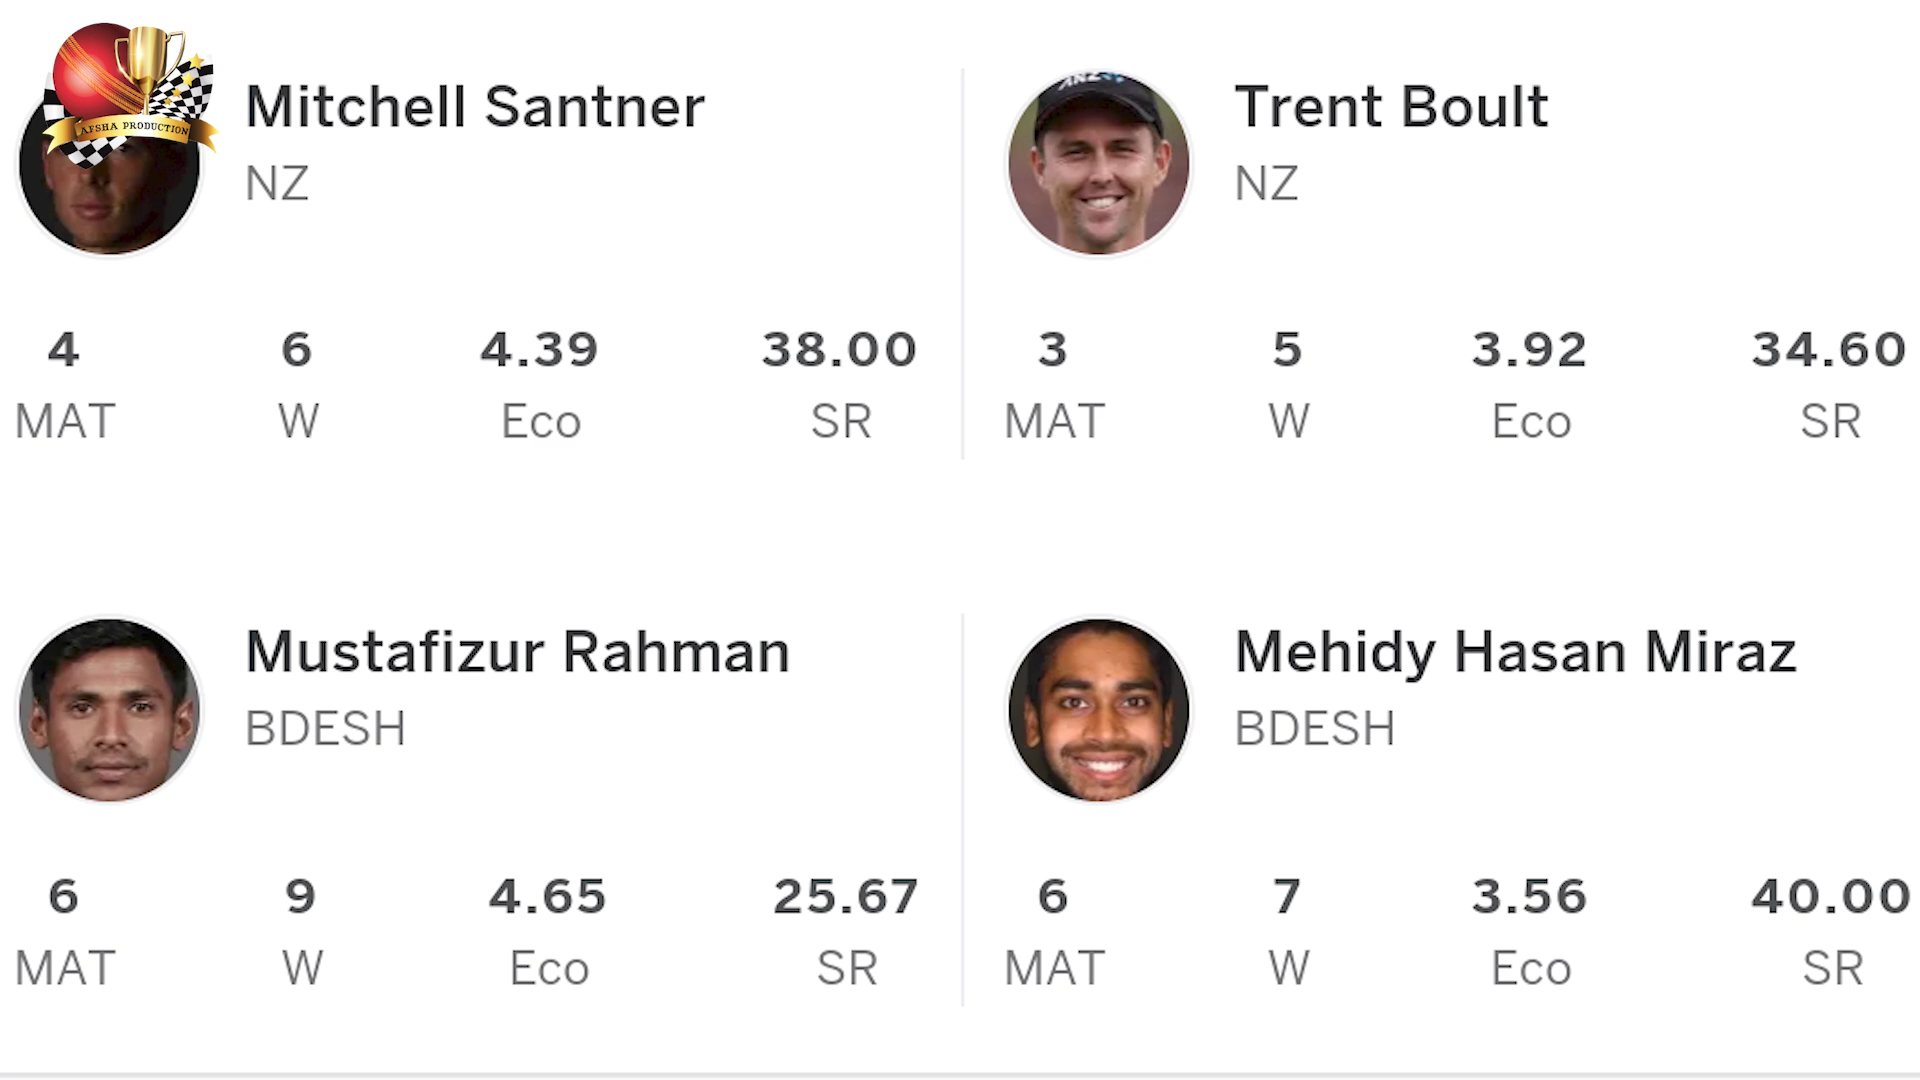 AFSHA PRODUCTION
Mitchell Santner
NZ
4 6 4.39 38.00
MAT W Eco SR
ANZ
Trent Boult
NZ
3 5 3.92 34.60
MAT W Eco SR
Mustafizur Rahman
BDESH
6 9 4.65 25.67
MAT W Eco SR
Mehidy Hasan Miraz
BDESH
6 7 3.56 40.00
MAT W Eco SR